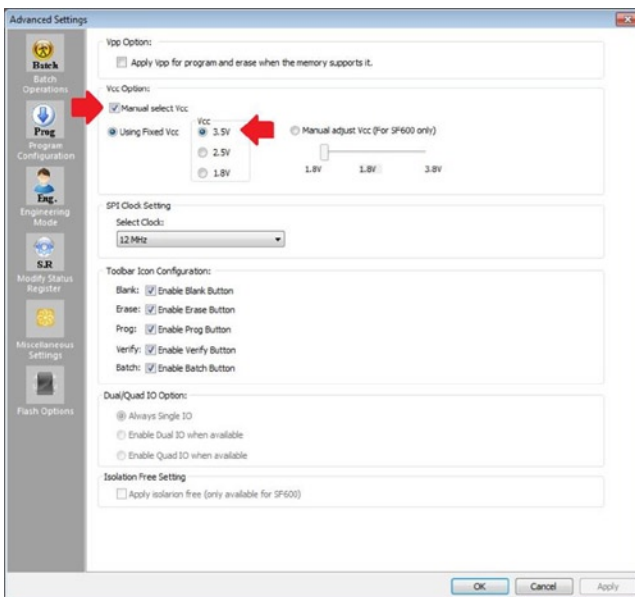 Advanced Settings
Batch
Batch
Operations
Prog
Program
Configuration
Eng.
Engineering
Mode
S.R
Modify Status
Register
Miscellaneous
Settings
Flash Options
Vpp Option:
Apply Vpp for program and erase when the memory supports it.
Vcc Option:
Manual select Vcc
Using Fixed Vcc
Vcc
3.5V
2.5V
1.8V
Manual adjust Vcc (For SF600 only)
1.8V 1.8V 3.8V
SPI Clock Setting
Select Clock:
12 MHz
Toolbar Icon Configuration:
Blank: Enable Blank Button
Erase: Enable Erase Button
Prog: Enable Prog Button
Verify: Enable Verify Button
Batch: Enable Batch Button
Dual/Quad IO Option:
Always Single IO
Enable Dual IO when available
Enable Quad IO when available
Isolation Free Setting
Apply isolarion free (only available for SF600)
OK Cancel Apply